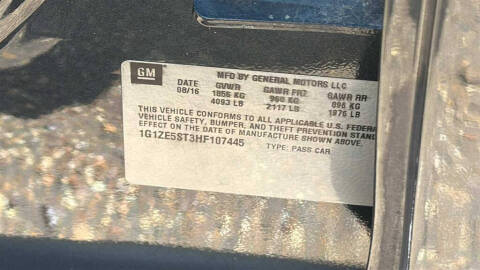 GM
MFD BY GENERAL MOTORS LLC
DATE GVWR GAWR FRT GAWR RR
08/16 1856 KG 960 KG 896 KG
4093 LB 2117 LB 1976 LB
THIS VEHICLE CONFORMS TO ALL APPLICABLE U.S. FEDERA
VEHICLE SAFETY, BUMPER, AND THEFT PREVENTION STAND
EFFECT ON THE DATE OF MANUFACTURE SHOWN ABOVE.
1G1ZE5ST3HF107445 TYPE: PASS CAR